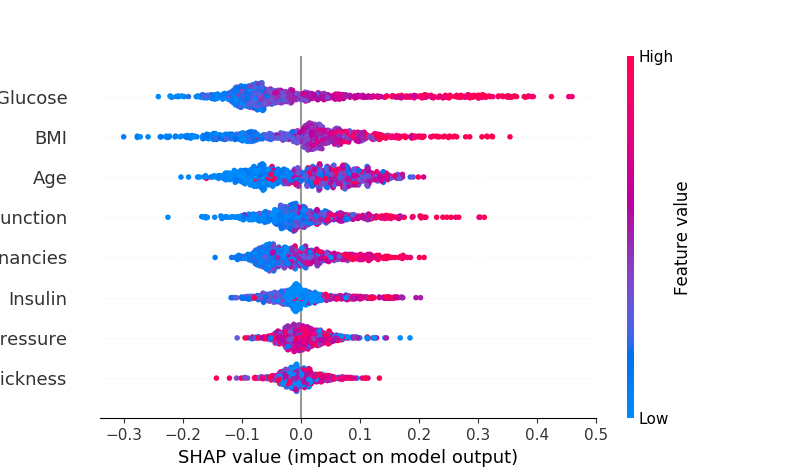 High
Glucose
BMI
Age
unction
nancies
Insulin
ressure
ickness
Feature value
Low
−0.3 −0.2 −0.1 0.0 0.1 0.2 0.3 0.4 0.5
SHAP value (impact on model output)